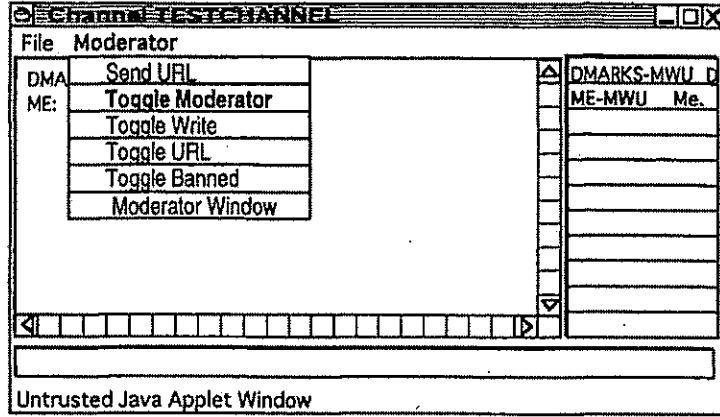 Channel TESTCHANNEL
File Moderator
DMA
ME:
Send URL
Toggle Moderator
Toggle Write
Toggle URL
Toggle Banned
Moderator Window
DMARKS-MWU D
ME-MWU Me.
Untrusted Java Applet Window